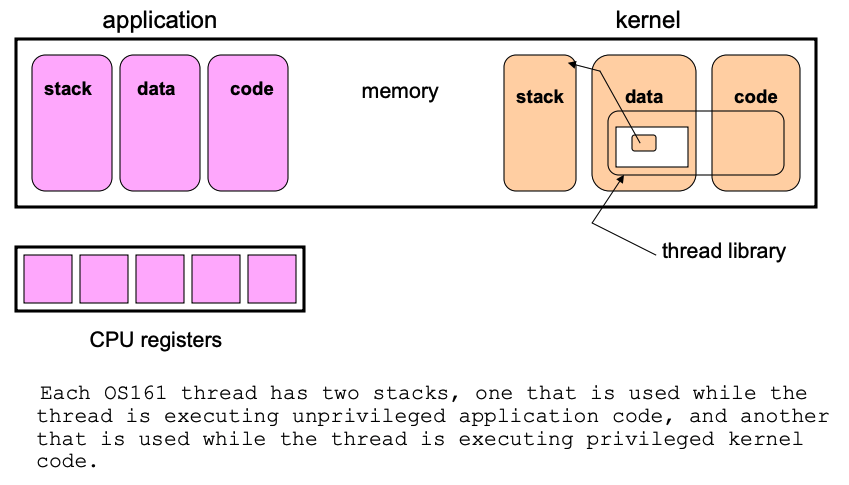 application
kernel
stack
data
code
memory
stack
data
code
thread library
CPU registers
Each OS161 thread has two stacks, one that is used while the
thread is executing unprivileged application code, and another
that is used while the thread is executing privileged kernel
code.